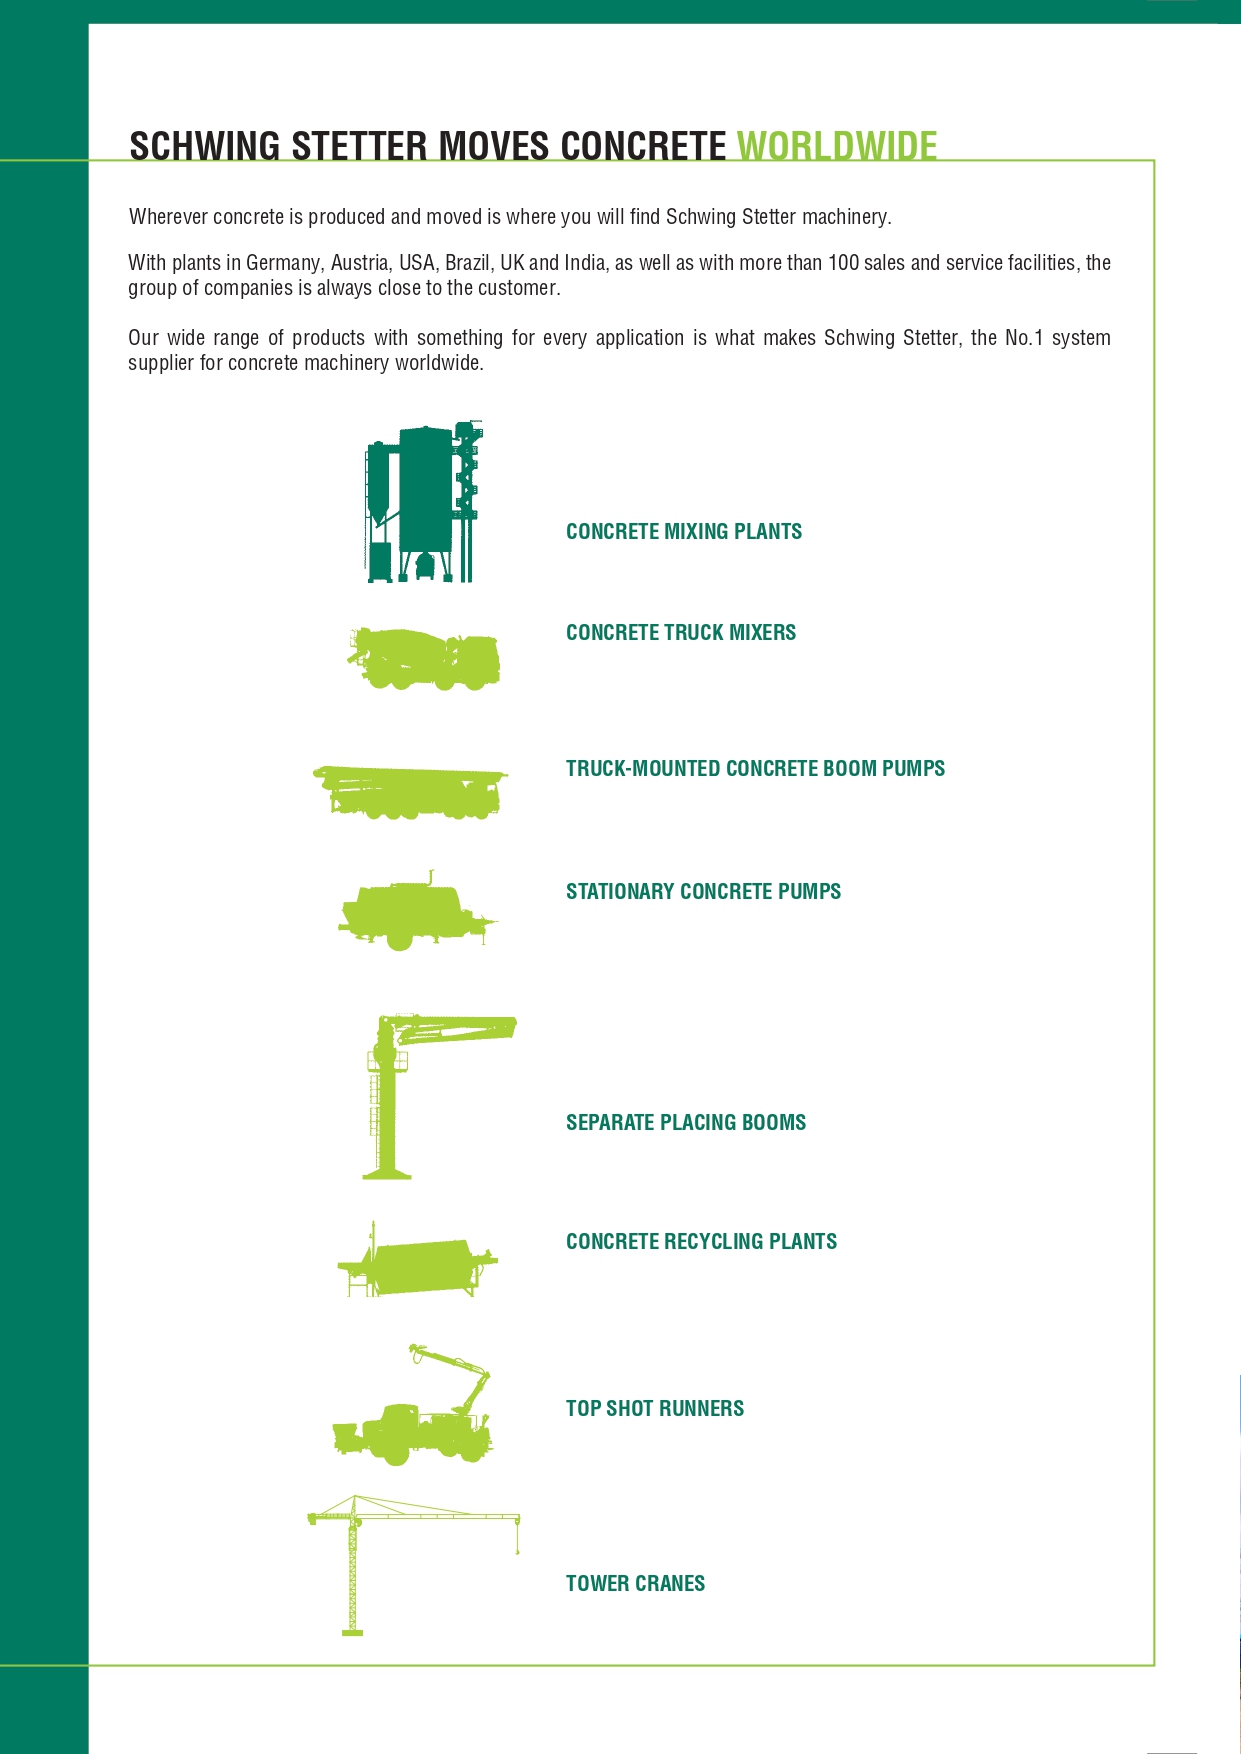 SCHWING STETTER MOVES CONCRETE WORLDWIDE
Wherever concrete is produced and moved is where you will find Schwing Stetter machinery.
With plants in Germany, Austria, USA, Brazil, UK and India, as well as with more than 100 sales and service facilities, the
group of companies is always close to the customer.
Our wide range of products with something for every application is what makes Schwing Stetter, the No.1 system
supplier for concrete machinery worldwide.
CONCRETE MIXING PLANTS
CONCRETE TRUCK MIXERS
TRUCK-MOUNTED CONCRETE BOOM PUMPS
STATIONARY CONCRETE PUMPS
SEPARATE PLACING BOOMS
CONCRETE RECYCLING PLANTS
TOP SHOT RUNNERS
TOWER CRANES